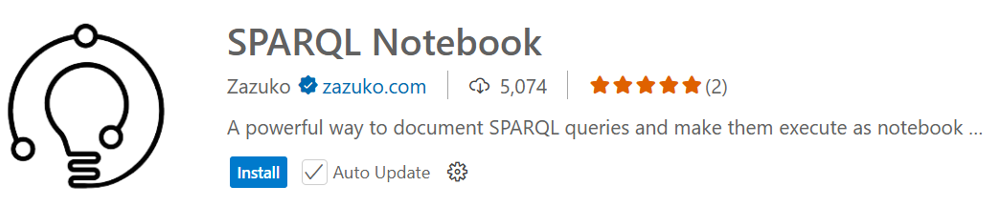 SPARQL Notebook
Zazuko zazuko.com 5,074 (2)
A powerful way to document SPARQL queries and make them execute as notebook ...
Install Auto Update